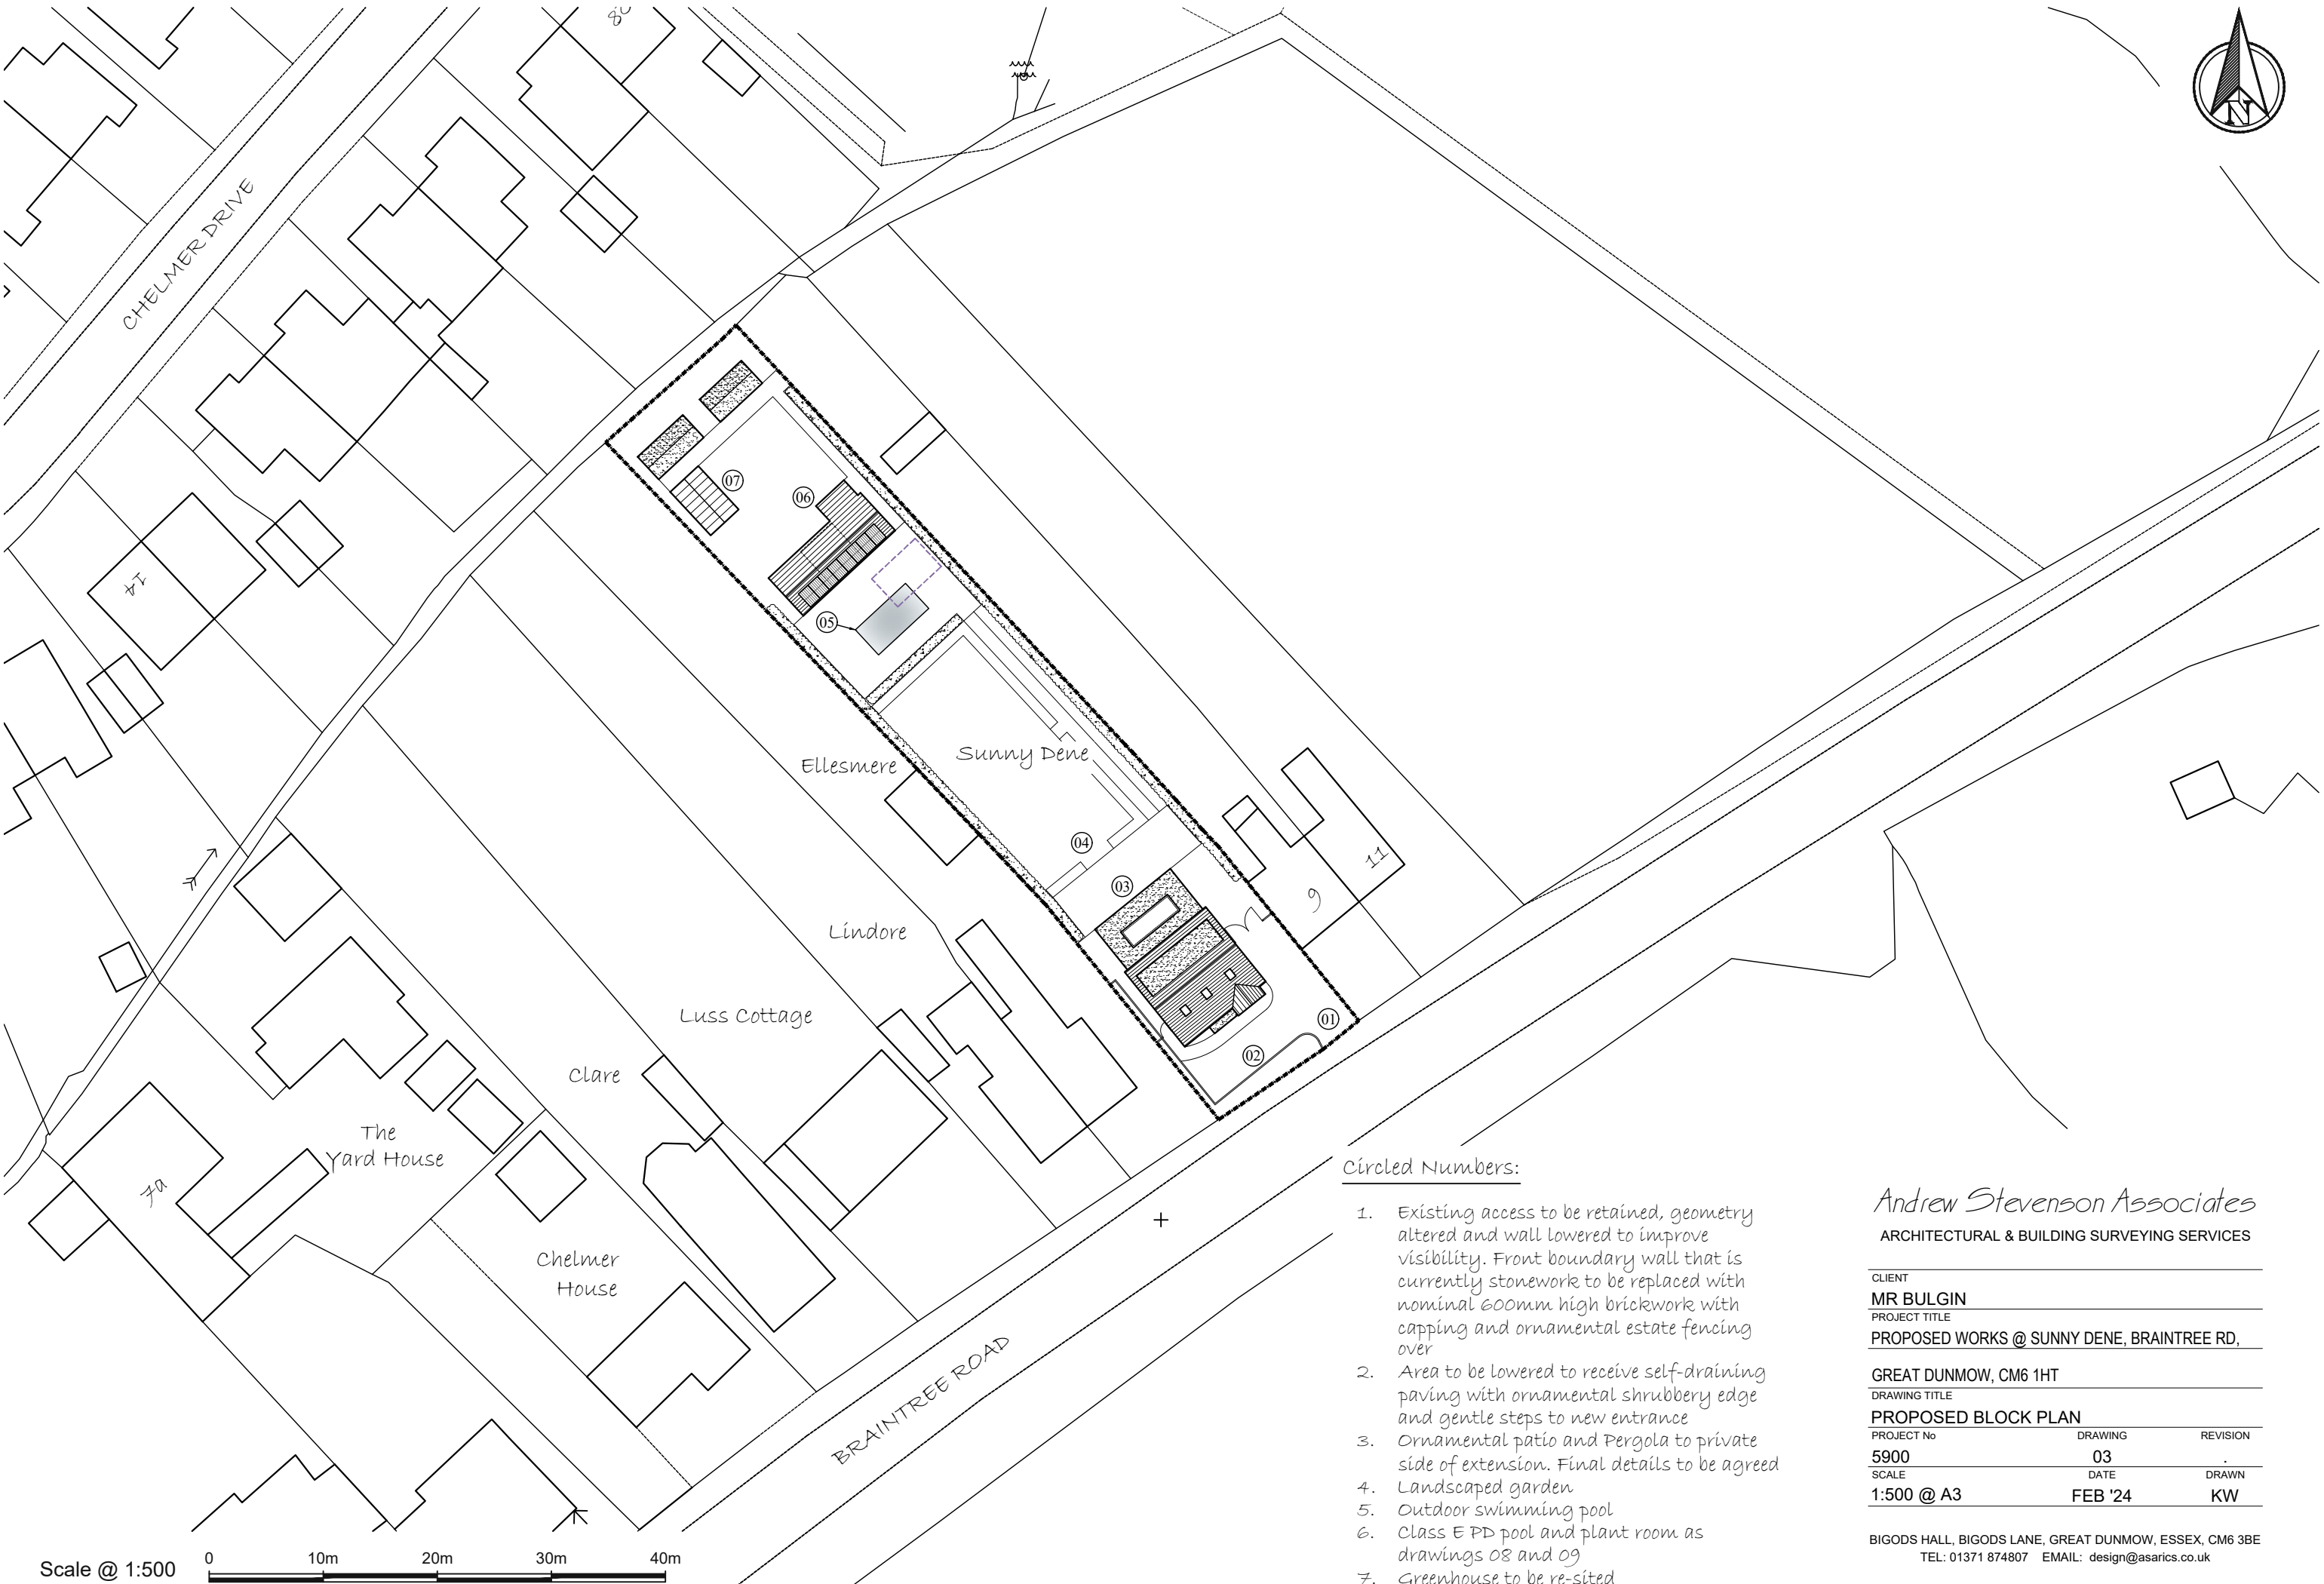 80
N
CHELMER DRIVE
07
06
14
05
Ellesmere
Sunny Dene
04
03
11
9
Lindore
Luss Cottage
01
02
Clare
The
Yard House
7a
Chelmer
House
BRAINTREE ROAD
Circled Numbers:
1. Existing access to be retained, geometry
altered and wall lowered to improve
visibility. Front boundary wall that is
currently stonework to be replaced with
nominal 600mm high brickwork with
capping and ornamental estate fencing
over
2. Area to be lowered to receive self-draining
paving with ornamental shrubbery edge
and gentle steps to new entrance
3. Ornamental patio and Pergola to private
side of extension. Final details to be agreed
4. Landscaped garden
5. Outdoor swimming pool
6. Class E PD pool and plant room as
drawings 08 and 09
7. Greenhouse to be re-sited
Andrew Stevenson Associates
ARCHITECTURAL & BUILDING SURVEYING SERVICES
CLIENT
MR BULGIN
PROJECT TITLE
PROPOSED WORKS @ SUNNY DENE, BRAINTREE RD,
GREAT DUNMOW, CM6 1HT
DRAWING TITLE
PROPOSED BLOCK PLAN
PROJECT No DRAWING REVISION
5900 03 .
SCALE DATE DRAWN
1:500 @ A3 FEB '24 KW
BIGODS HALL, BIGODS LANE, GREAT DUNMOW, ESSEX, CM6 3BE
TEL: 01371 874807 EMAIL: design@asarics.co.uk
Scale @ 1:500 0 10m 20m 30m 40m